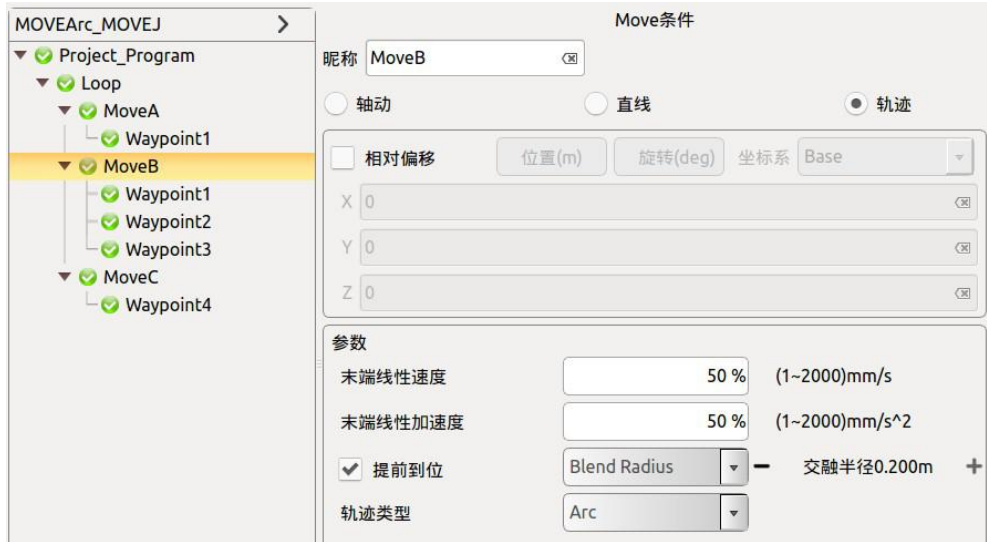 MOVEArc_MOVEJ
Project_Program
Loop
MoveA
Waypoint1
MoveB
Waypoint1
Waypoint2
Waypoint3
MoveC
Waypoint4
Move条件
昵称 MoveB
轴动 直线 轨迹
相对偏移 位置(m) 旋转(deg) 坐标系 Base
X 0
Y 0
Z 0
参数
末端线性速度 50 % (1~2000)mm/s
末端线性加速度 50 % (1~2000)mm/s^2
提前到位 Blend Radius 交融半径0.200m
轨迹类型 Arc